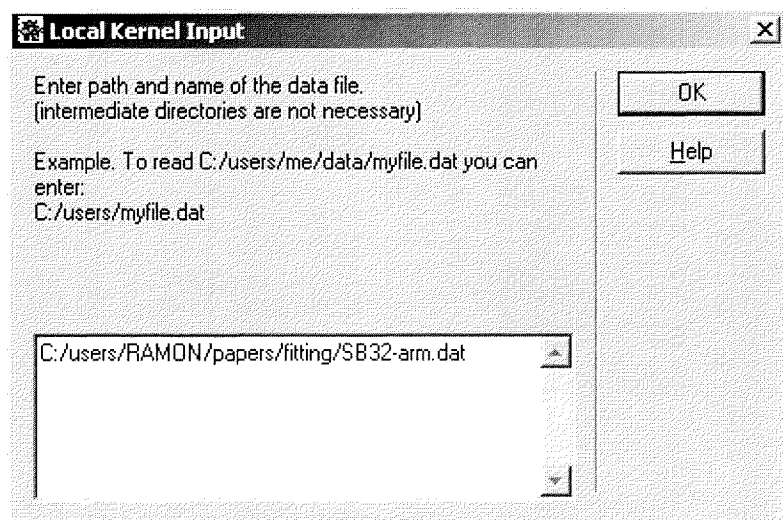 Local Kernel Input
Enter path and name of the data file.
(intermediate directories are not necessary)
Example. To read C:/users/me/data/myfile.dat you can
enter:
C:/users/myfile.dat
C:/users/RAMON/papers/fitting/SB32-arm.dat
OK
Help